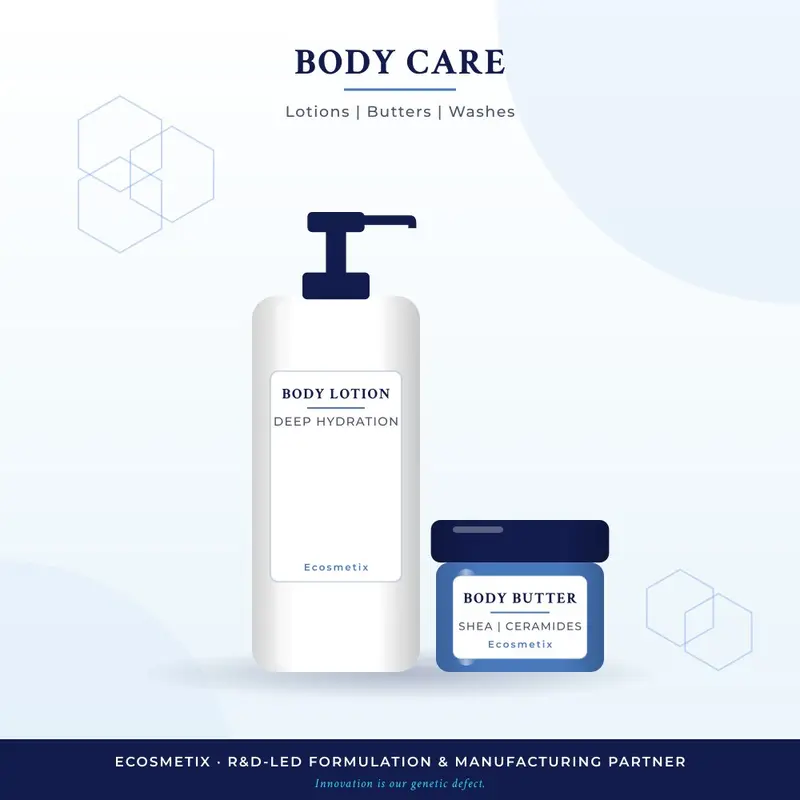 BODY CARE
Lotions | Butters | Washes
BODY LOTION
DEEP HYDRATION
Ecosmetix
BODY BUTTER
SHEA | CERAMIDES
Ecosmetix
ECOSMETIX · R&D-LED FORMULATION & MANUFACTURING PARTNER
Innovation is our genetic defect.